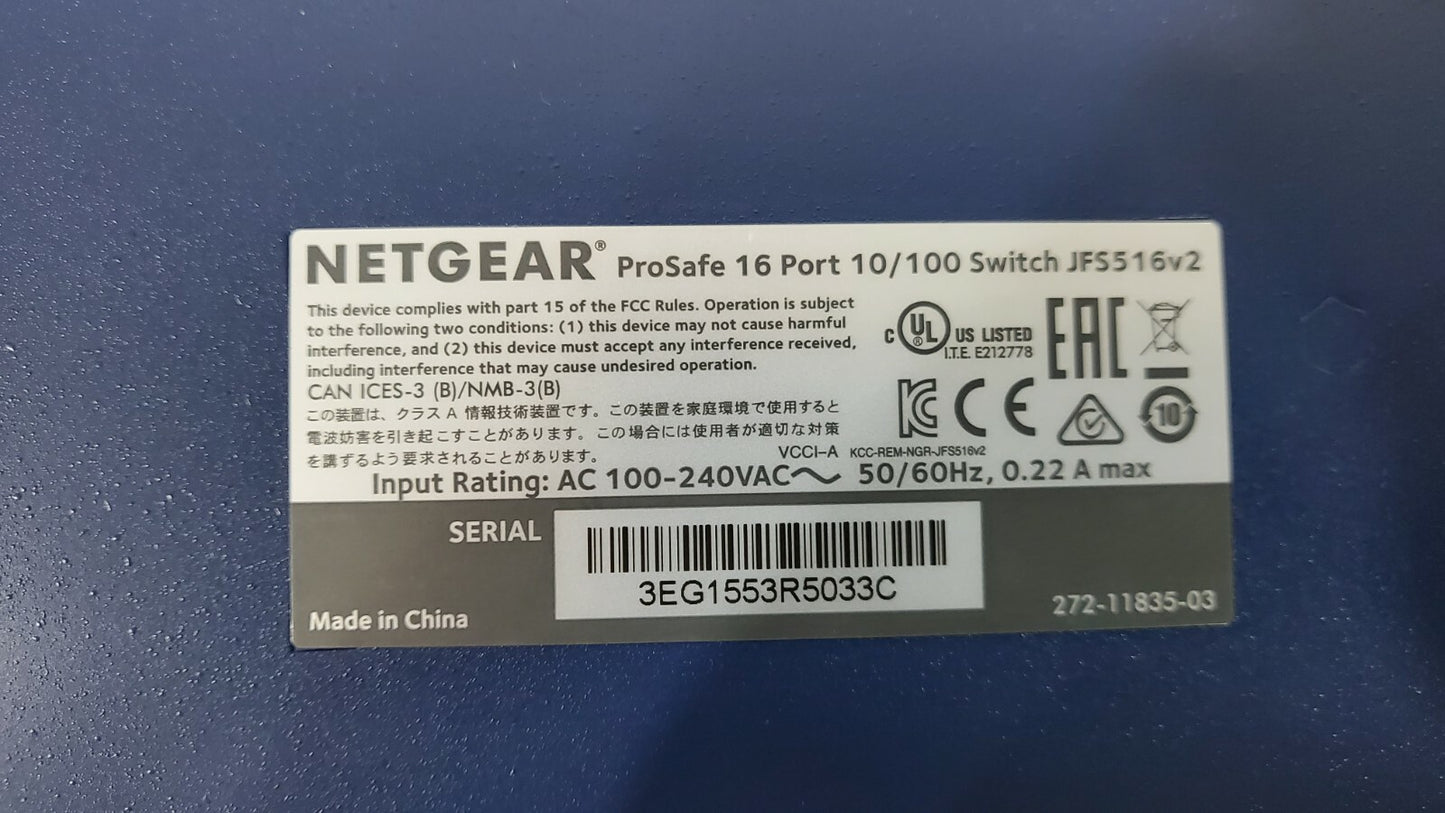 NETGEAR® ProSafe 16 Port 10/100 Switch JFS516v2
This device complies with part 15 of the FCC Rules. Operation is subject
to the following two conditions: (1) this device may not cause harmful
interference, and (2) this device must accept any interference received,
including interference that may cause undesired operation.
CAN ICES-3 (B)/NMB-3(B)
この装置は、クラス A 情報技術装置です。この装置を家庭環境で使用すると
電波妨害を引き起こすことがあります。この場合には使用者が適切な対策
を講ずるよう要求されることがあります。
VCCI-A
C UL® US LISTED
I.T.E. E212778
EAC
KC CE
10
KCC-REM-NGR-JFS516v2
Input Rating: AC 100-240VAC～ 50/60Hz, 0.22 A max
SERIAL
3EG1553R5033C
Made in China
272-11835-03